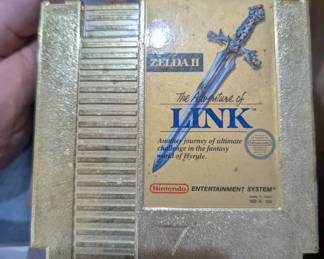 ZELDA II
The Adventure of
LINK
Another journey of ultimate
challenge in the fantasy
world of Hyrule.
Nintendo ENTERTAINMENT SYSTEM®